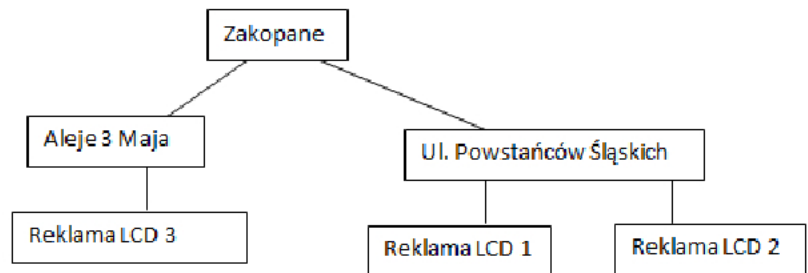 Zakopane
Aleje 3 Maja
Ul. Powstańców Śląskich
Reklama LCD 3
Reklama LCD 1
Reklama LCD 2